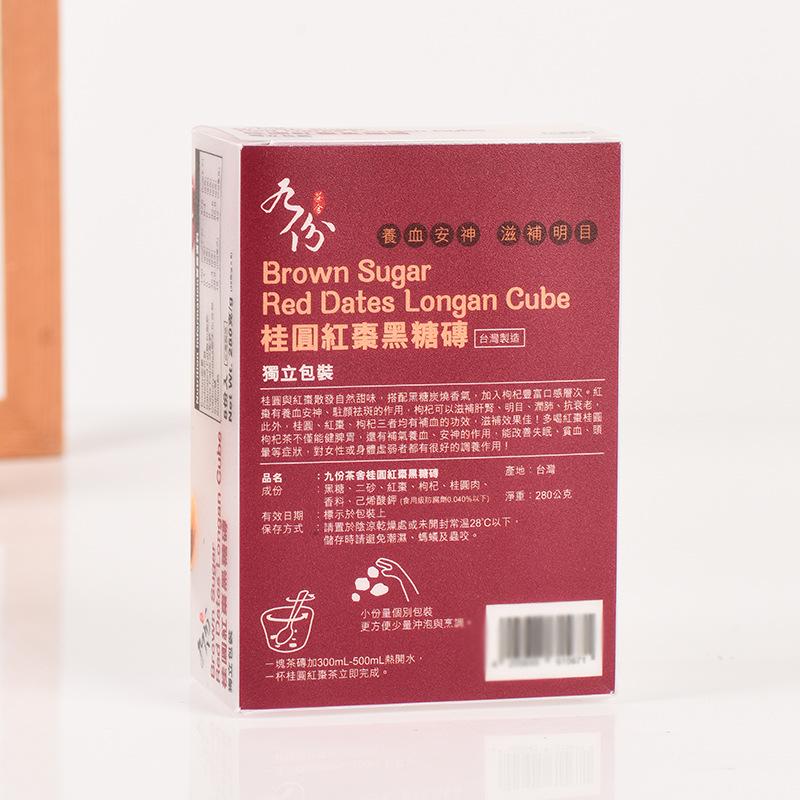 九份
茶舍
養血安神 滋補明目
Brown Sugar
Red Dates Longan Cube
桂圓紅棗黑糖磚 台灣製造
獨立包裝
桂圓與紅棗散發自然甜味，搭配黑糖炭燒香氣，加入枸杞豐富口感層次。紅
棗有養血安神、駐顏祛斑的作用，枸杞可以滋補肝腎、明目、潤肺、抗衰老，
此外，桂圓、紅棗、枸杞三者均有補血的功效，滋補效果佳！多喝紅棗桂圓
枸杞茶不僅能健脾胃，還有補氣養血、安神的作用，能改善失眠、貧血、頭
暈等症狀，對女性或身體虛弱者都有很好的調養作用！
品名：九份茶舍桂圓紅棗黑糖磚 產地：台灣
成份：黑糖、二砂、紅棗、枸杞、桂圓肉、
香料、己烯酸鉀 (食用級防腐劑0.040%以下) 淨重：280公克
有效日期：標示於包裝上
保存方式：請置於陰涼乾燥處或未開封常溫28°C以下，
儲存時請避免潮濕、螞蟻及蟲咬。
小份量個別包裝
更方便少量沖泡與烹調。
一塊茶磚加300mL-500mL熱開水，
一杯桂圓紅棗茶立即完成。
Brown Sugar
Red Dates Longan Cube